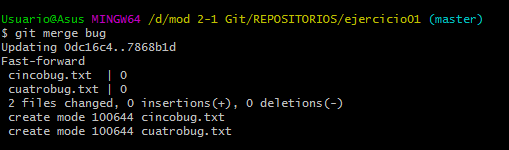 Usuario@Asus MINGW64 /d/mod 2-1 Git/REPOSITORIOS/ejercicio01 (master)
$ git merge bug
Updating 0dc16c4..7868b1d
Fast-forward
 cincobug.txt  | 0
 cuatrobug.txt | 0
 2 files changed, 0 insertions(+), 0 deletions(-)
 create mode 100644 cincobug.txt
 create mode 100644 cuatrobug.txt